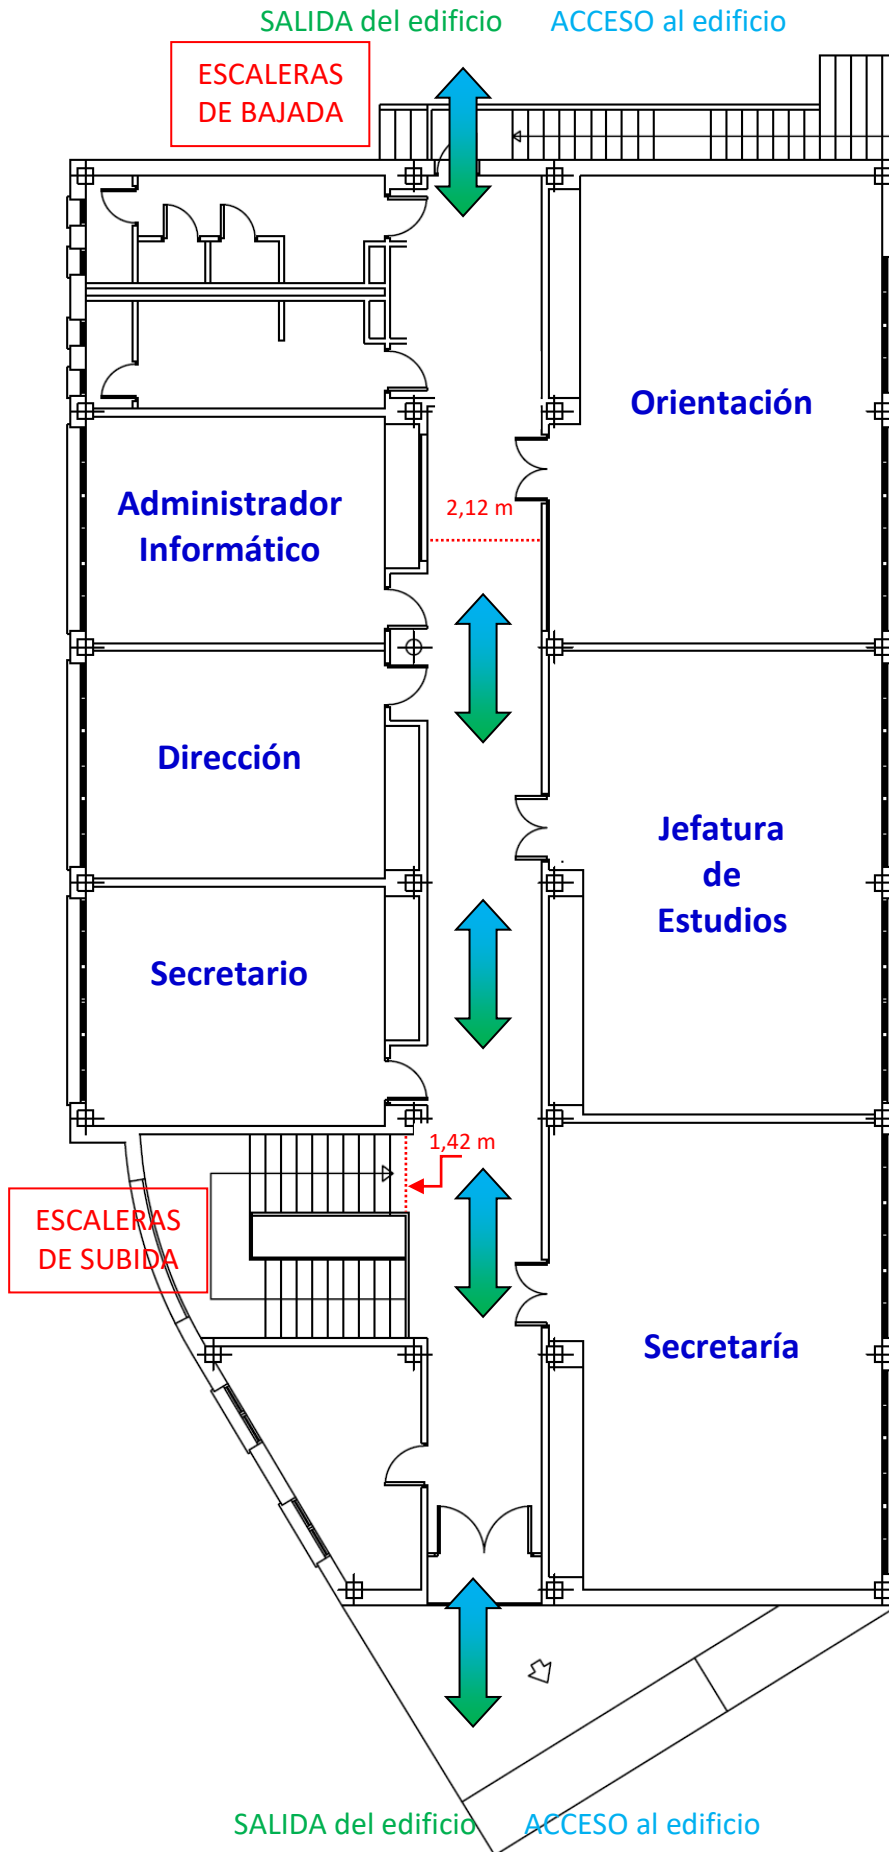 SALIDA del edificio ACCESO al edificio
ESCALERAS
DE BAJADA
Orientación
Administrador
Informático
2,12 m
Dirección
Jefatura
de
Estudios
Secretario
1,42 m
ESCALERAS
DE SUBIDA
Secretaría
SALIDA del edificio ACCESO al edificio